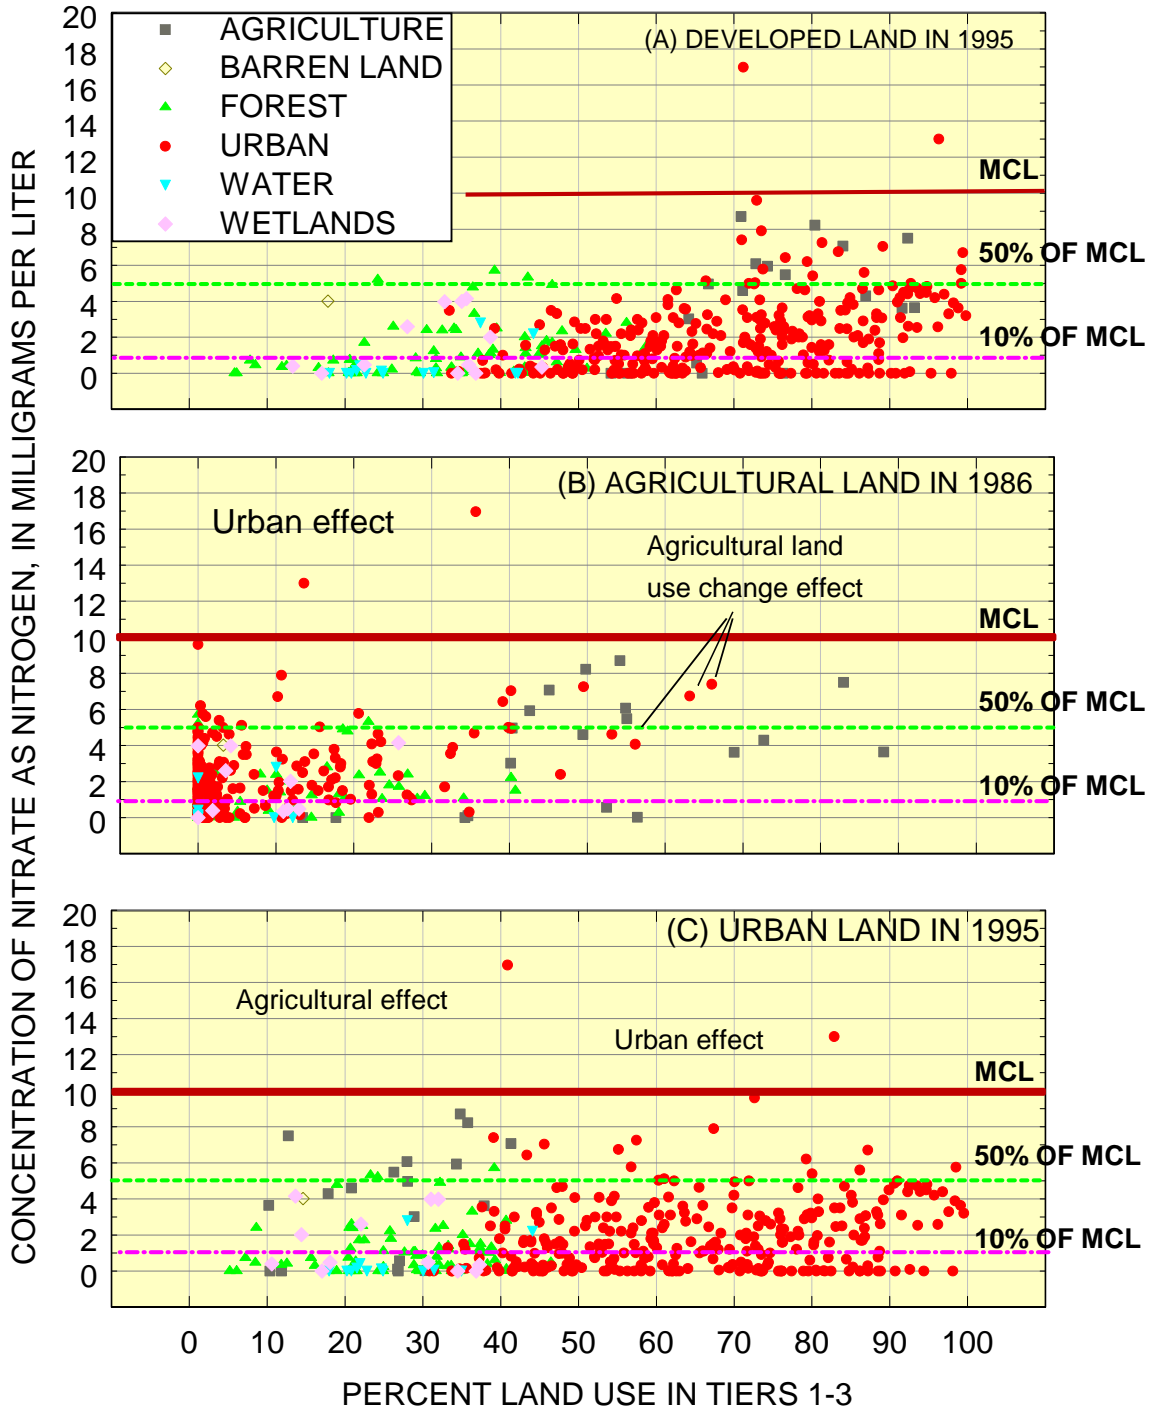 CONCENTRATION OF NITRATE AS NITROGEN, IN MILLIGRAMS PER LITER
20
18
16
14
12
10
8
6
4
2
0
AGRICULTURE
BARREN LAND
FOREST
URBAN
WATER
WETLANDS
(A) DEVELOPED LAND IN 1995
MCL
50% OF MCL
10% OF MCL
20
18
16
14
12
10
8
6
4
2
0
(B) AGRICULTURAL LAND IN 1986
Urban effect
Agricultural land
use change effect
MCL
50% OF MCL
10% OF MCL
20
18
16
14
12
10
8
6
4
2
0
(C) URBAN LAND IN 1995
Agricultural effect
Urban effect
MCL
50% OF MCL
10% OF MCL
0 10 20 30 40 50 60 70 80 90 100
PERCENT LAND USE IN TIERS 1-3